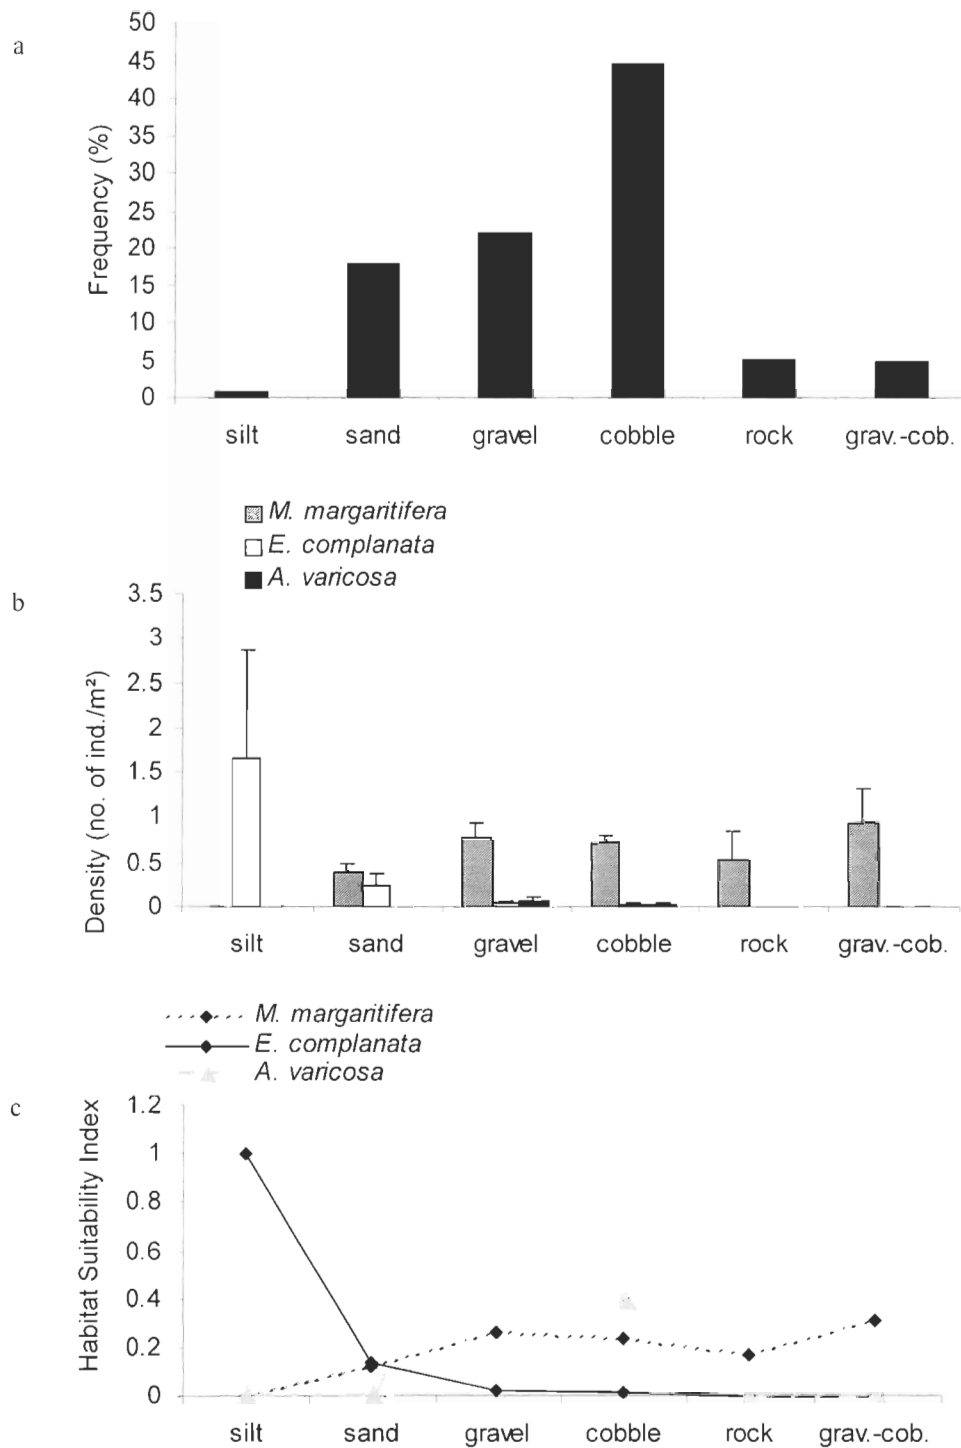 a
Frequency (%)
50
45
40
35
30
25
20
15
10
5
0
silt sand gravel cobble rock grav.-cob.
M. margaritifera
E. complanata
A. varicosa
b
Density (no. of ind./m²)
3.5
3
2.5
2
1.5
1
0.5
0
silt sand gravel cobble rock grav.-cob.
M. margaritifera
E. complanata
A. varicosa
c
Habitat Suitability Index
1.2
1
0.8
0.6
0.4
0.2
0
silt sand gravel cobble rock grav.-cob.